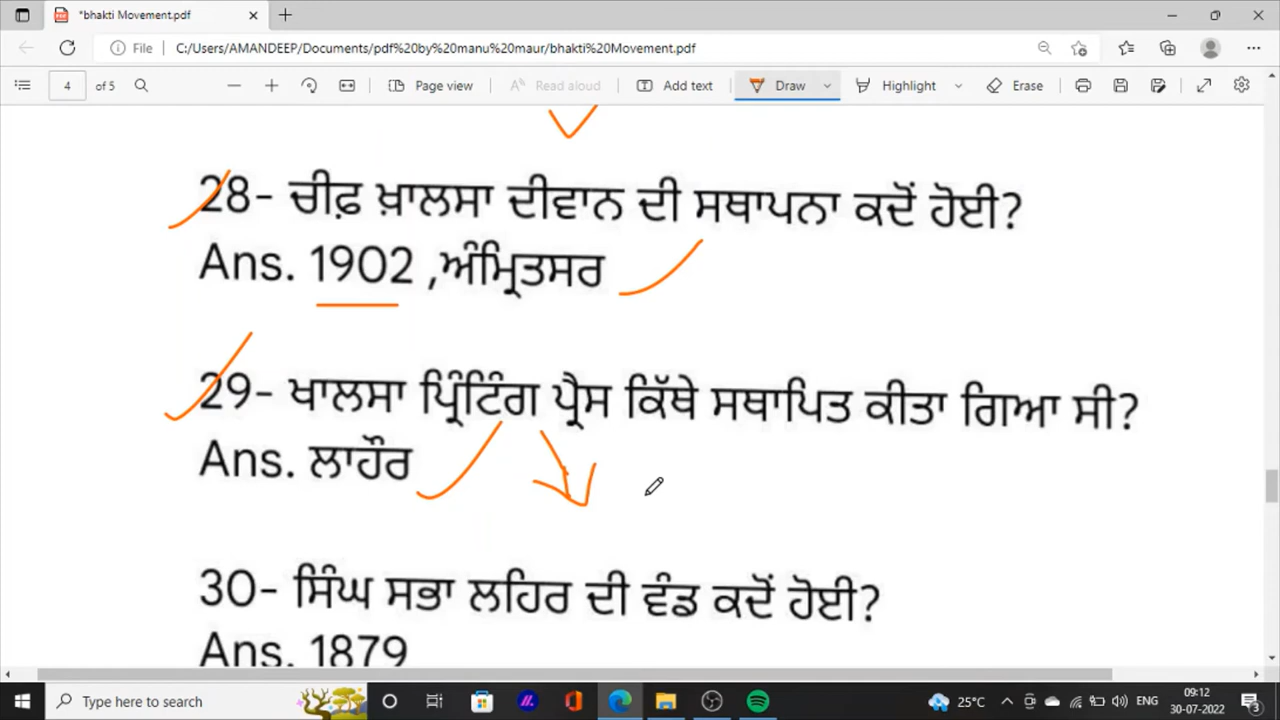 *bhakti Movement.pdf
File C:/Users/AMANDEEP/Documents/pdf%20by%20manu%20maur/bhakti%20Movement.pdf
4 of 5 Page view Read aloud Add text Draw Highlight Erase
28- ਚੀਫ਼ ਖ਼ਾਲਸਾ ਦੀਵਾਨ ਦੀ ਸਥਾਪਨਾ ਕਦੋਂ ਹੋਈ?
Ans. 1902 ,ਅੰਮ੍ਰਿਤਸਰ
29- ਖਾਲਸਾ ਪ੍ਰਿੰਟਿੰਗ ਪ੍ਰੈਸ ਕਿੱਥੇ ਸਥਾਪਿਤ ਕੀਤਾ ਗਿਆ ਸੀ?
Ans. ਲਾਹੌਰ
30- ਸਿੰਘ ਸਭਾ ਲਹਿਰ ਦੀ ਵੰਡ ਕਦੋਂ ਹੋਈ?
Ans. 1879
Type here to search 25°C ENG 09:12
30-07-2022 3